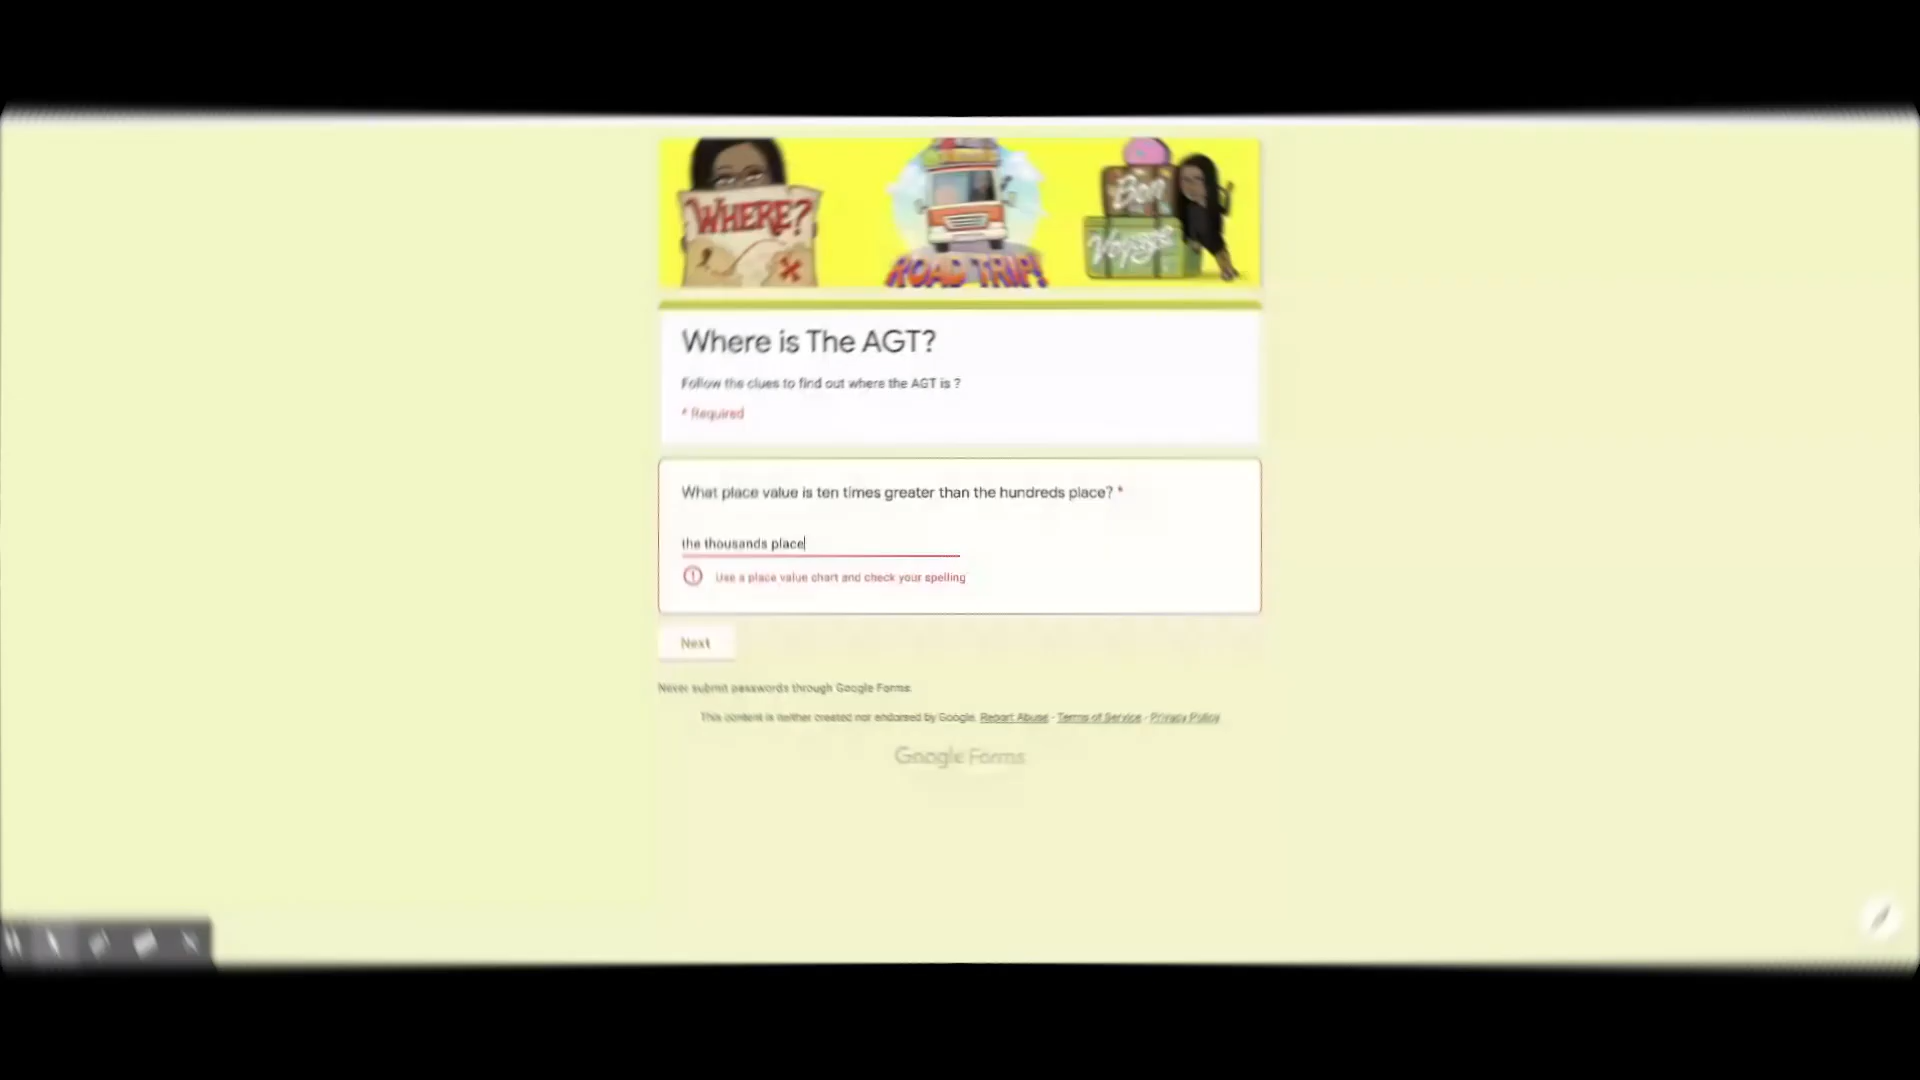 WHERE?
ROAD TRIP!
Bon
Voyage
Where is The AGT?
Follow the clues to find out where the AGT is ?
* Required
What place value is ten times greater than the hundreds place? *
the thousands place
Use a place value chart and check your spelling
Next
Never submit passwords through Google Forms.
This content is neither created nor endorsed by Google. Report Abuse - Terms of Service - Privacy Policy
Google Forms